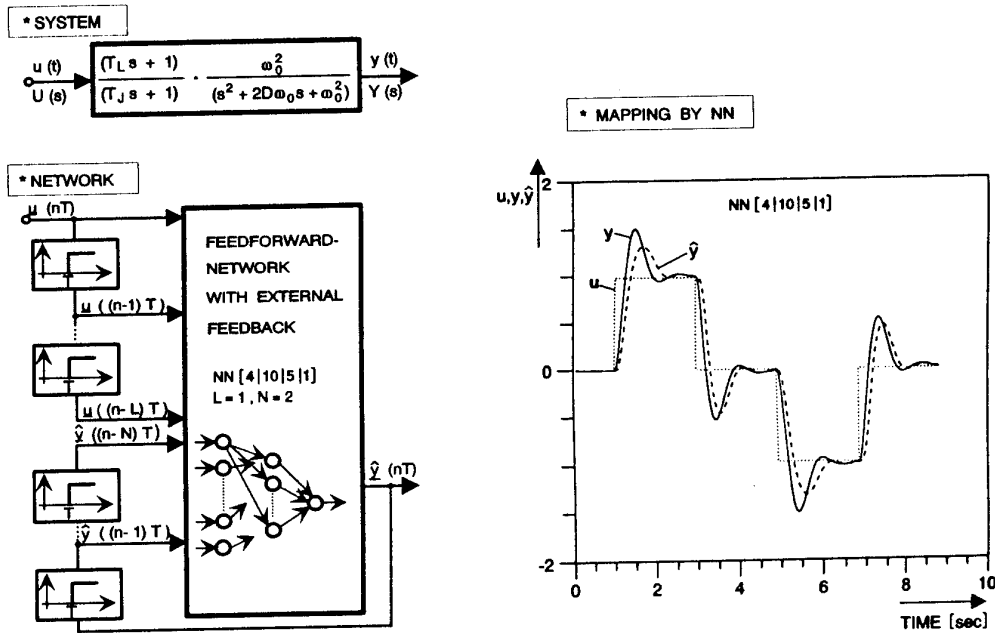 * SYSTEM
u (t)
U (s)
(T_L s + 1)
(T_J s + 1)
·
ω_0^2
(s^2 + 2Dω_0 s + ω_0^2)
y (t)
Y (s)
* NETWORK
u (nT)
u ((n-1) T)
u ((n- L) T)
ŷ ((n- N) T)
ŷ ((n-1) T)
FEEDFORWARD-
NETWORK
WITH EXTERNAL
FEEDBACK
NN [4|10|5|1]
L = 1 , N = 2
ŷ (nT)
* MAPPING BY NN
u,y,ŷ
2
0
-2
NN [4|10|5|1]
y
ŷ
u
0 2 4 6 8 10
TIME [sec]